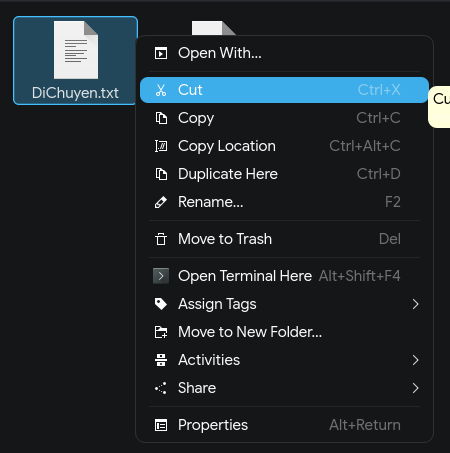 DiChuyen.txt
Open With...
Cut Ctrl+X
Cu
Copy Ctrl+C
Copy Location Ctrl+Alt+C
Duplicate Here Ctrl+D
Rename... F2
Move to Trash Del
Open Terminal Here Alt+Shift+F4
Assign Tags
Move to New Folder...
Activities
Share
Properties Alt+Return